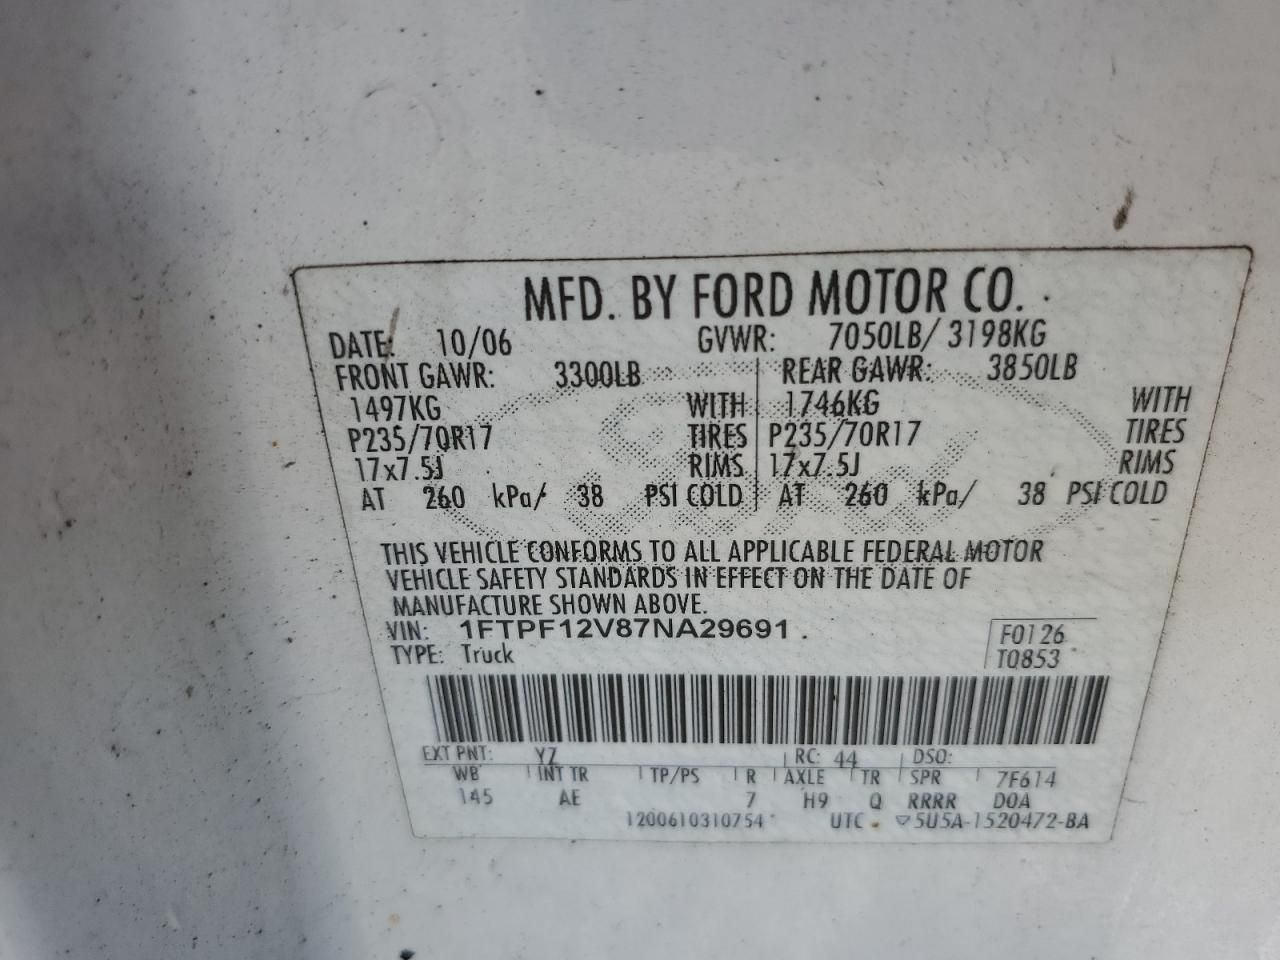 MFD. BY FORD MOTOR CO.
DATE: 10/06 GVWR: 7050LB/ 3198KG
FRONT GAWR: 3300LB REAR GAWR: 3850LB
1497KG WITH 1746KG WITH
P235/70R17 TIRES P235/70R17 TIRES
17x7.5J RIMS 17x7.5J RIMS
AT 260 kPa/ 38 PSI COLD AT 260 kPa/ 38 PSI COLD
THIS VEHICLE CONFORMS TO ALL APPLICABLE FEDERAL MOTOR
VEHICLE SAFETY STANDARDS IN EFFECT ON THE DATE OF
MANUFACTURE SHOWN ABOVE.
VIN: 1FTPF12V87NA29691 F0126
TYPE: Truck T0853
EXT PNT: YZ RC: 44 DSO:
WB INT TR TP/PS R AXLE TR SPR 7F614
145 AE 7 H9 Q RRRR D0A
1200610310754 UTC ▽5U5A-1520472-BA